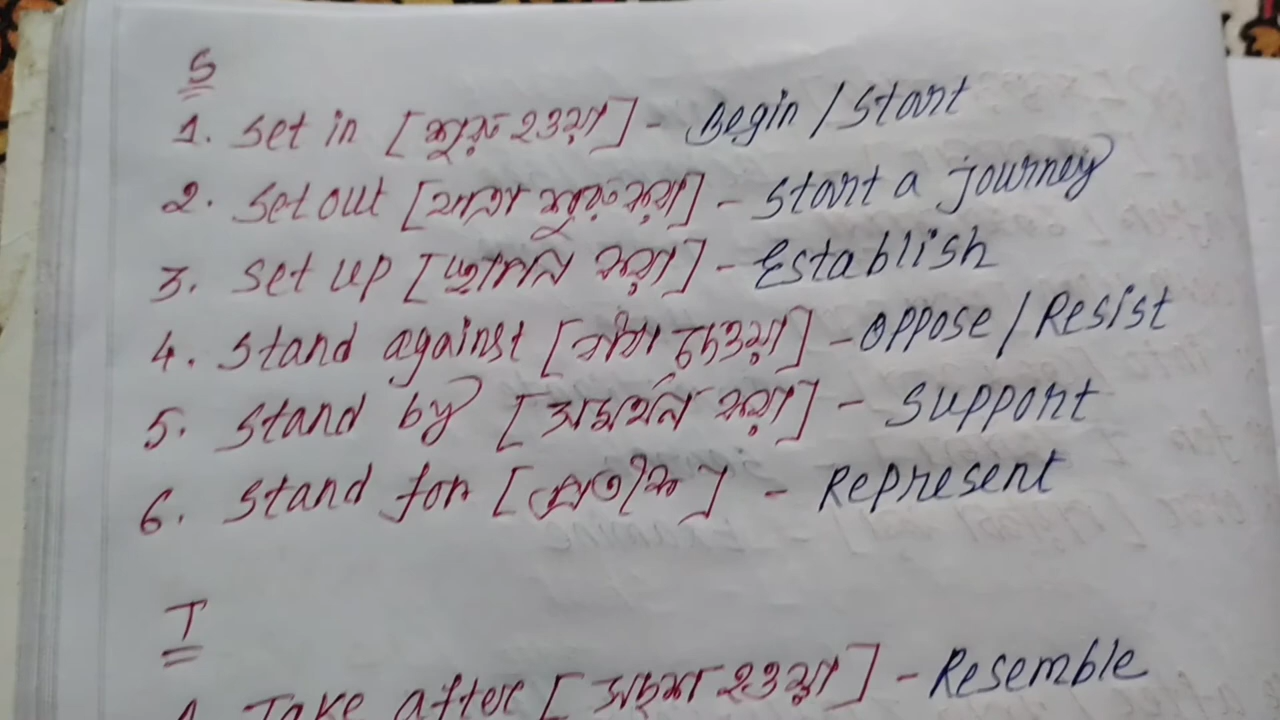 S
1. Set in [শুরু হওয়া] - Begin / Start
2. Set out [যাত্রা শুরু করা] - Start a journey
3. Set up [স্থাপন করা] - Establish
4. Stand against [বাধা দেওয়া] - Oppose / Resist
5. Stand by [সমর্থন করা] - Support
6. Stand for [প্রতীক] - Represent
T
1. Take after [সদৃশ হওয়া] - Resemble